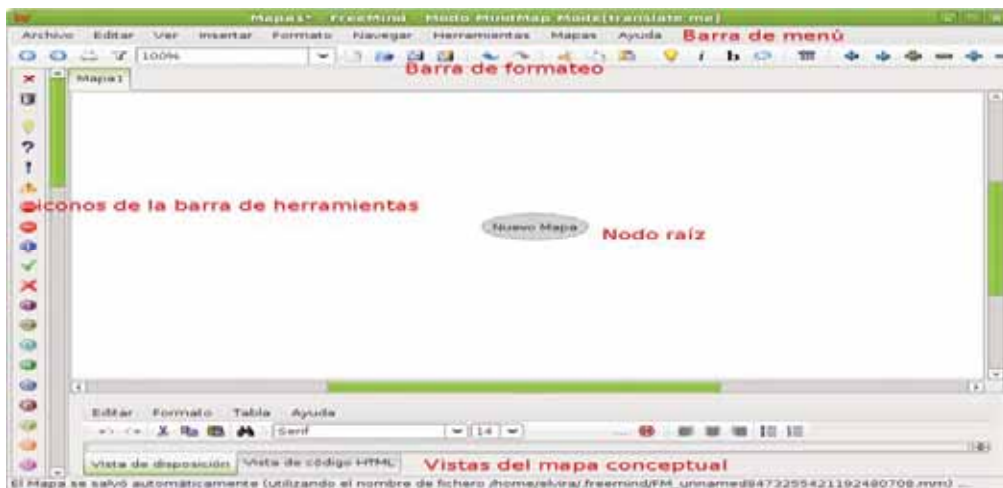 Mapa1* - FreeMind - Modo MindMap Mode(translate me)
Archivo Editar Ver Insertar Formato Navegar Herramientas Mapas Ayuda Barra de menú
100%
Barra de formateo
Mapa1
iconos de la barra de herramientas
Nuevo Mapa
Nodo raíz
Editar Formato Tabla Ayuda
Serif 14
Vista de disposición Vista de código HTML Vistas del mapa conceptual
El Mapa se salvó automáticamente (utilizando el nombre de fichero /home/elvira/.freemind/FM_unnamed8473255421192480708.mm) ...